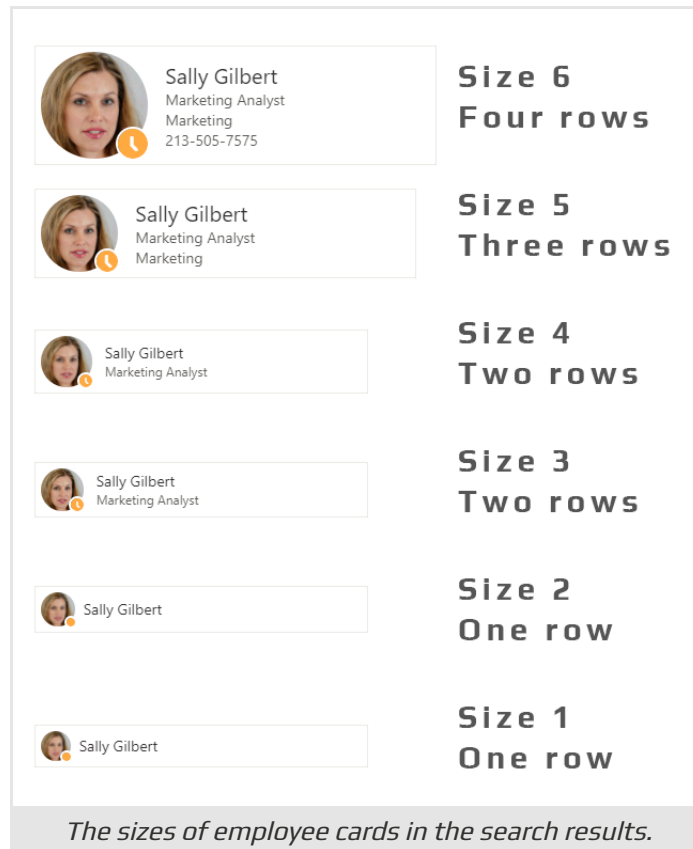 Sally Gilbert
Marketing Analyst
Marketing
213-505-7575
Size 6
Four rows
Sally Gilbert
Marketing Analyst
Marketing
Size 5
Three rows
Sally Gilbert
Marketing Analyst
Size 4
Two rows
Sally Gilbert
Marketing Analyst
Size 3
Two rows
Sally Gilbert
Size 2
One row
Sally Gilbert
Size 1
One row
The sizes of employee cards in the search results.